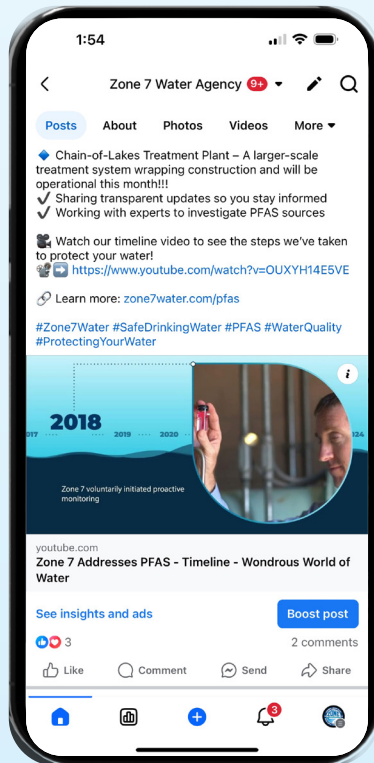 1:54
Zone 7 Water Agency 9+
Posts About Photos Videos More
Chain-of-Lakes Treatment Plant – A larger-scale
treatment system wrapping construction and will be
operational this month!!!
✔ Sharing transparent updates so you stay informed
✔ Working with experts to investigate PFAS sources
Watch our timeline video to see the steps we've taken
to protect your water!
https://www.youtube.com/watch?v=OUXYH14E5VE
Learn more: zone7water.com/pfas
#Zone7Water #SafeDrinkingWater #PFAS #WaterQuality
#ProtectingYourWater
2018
017 2019 2020 024
Zone 7 voluntarily initiated proactive
monitoring
youtube.com
Zone 7 Addresses PFAS - Timeline - Wondrous World of
Water
See insights and ads Boost post
3 2 comments
Like Comment Send Share
3